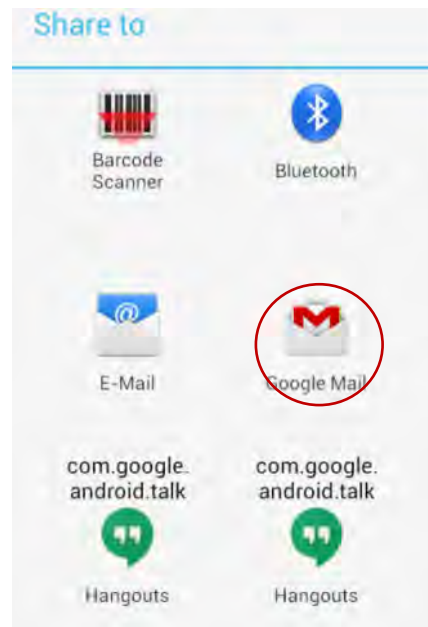 Share to
Barcode
Scanner
Bluetooth
@
E-Mail
Google Mail
com.google.
android.talk
com.google.
android.talk
Hangouts
Hangouts